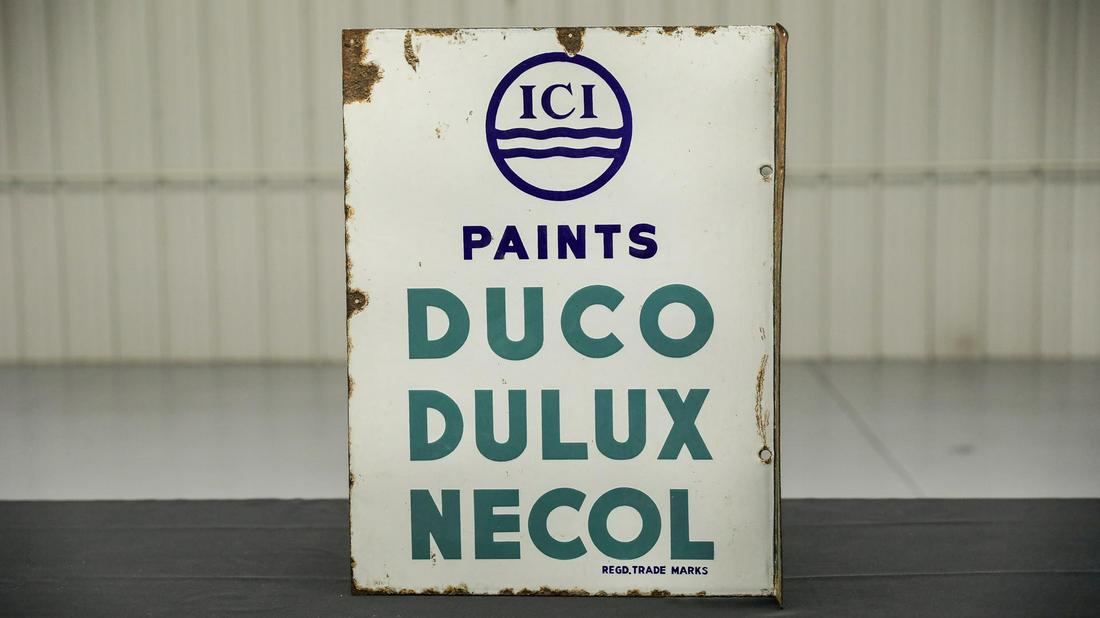 ICI
PAINTS
DUCO
DULUX
NECOL
REGD. TRADE MARKS